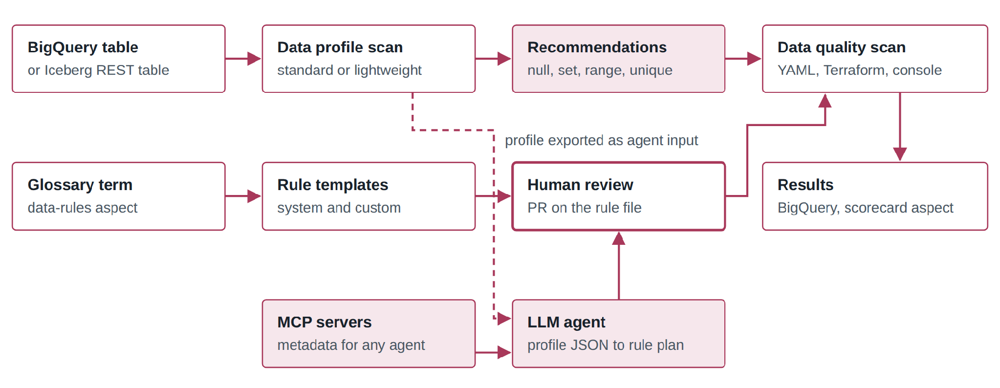 BigQuery table
or Iceberg REST table
Data profile scan
standard or lightweight
Recommendations
null, set, range, unique
Data quality scan
YAML, Terraform, console
profile exported as agent input
Glossary term
data-rules aspect
Rule templates
system and custom
Human review
PR on the rule file
Results
BigQuery, scorecard aspect
MCP servers
metadata for any agent
LLM agent
profile JSON to rule plan